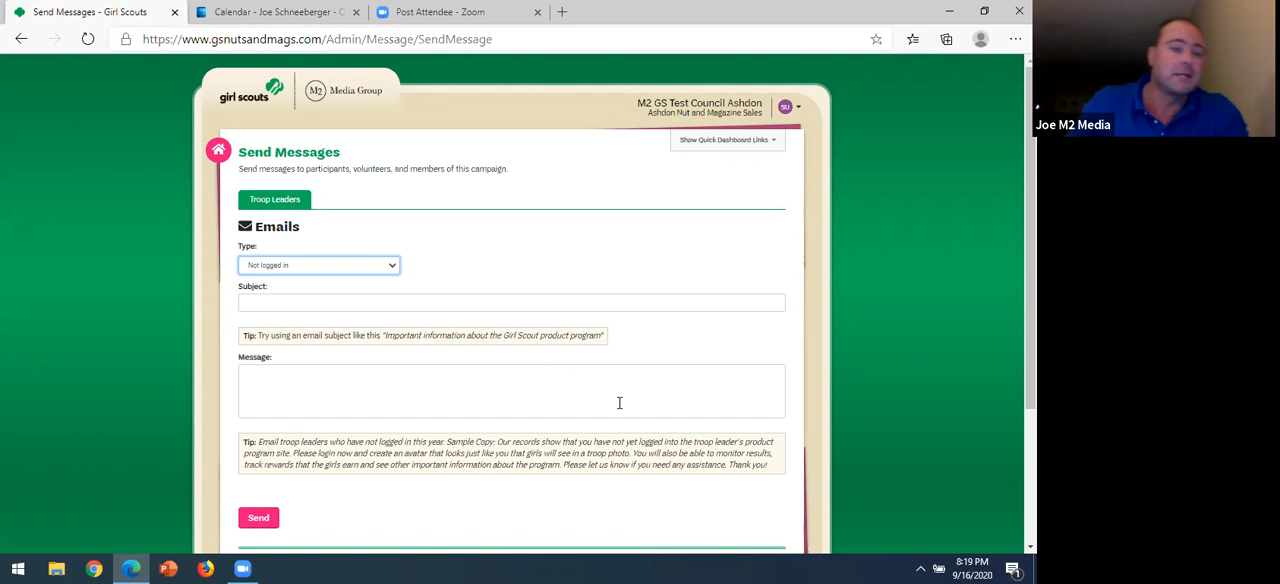 Send Messages - Girl Scouts
Calendar - Joe Schneeberger - O
Post Attendee - Zoom
https://www.gsnutsandmags.com/Admin/Message/SendMessage
girl scouts
M2 Media Group
M2 GS Test Council Ashdon
Ashdon Nut and Magazine Sales
SU
Show Quick Dashboard Links
Send Messages
Send messages to participants, volunteers, and members of this campaign.
Troop Leaders
Emails
Type:
Not logged in
Subject:
Tip: Try using an email subject like this "Important information about the Girl Scout product program"
Message:
Tip: Email troop leaders who have not logged in this year. Sample Copy: Our records show that you have not yet logged into the troop leader's product
program site. Please login now and create an avatar that looks just like you that girls will see in a troop photo. You will also be able to monitor results,
track rewards that the girls earn and see other important information about the program. Please let us know if you need any assistance. Thank you!
Send
Joe M2 Media
8:19 PM
9/16/2020
1